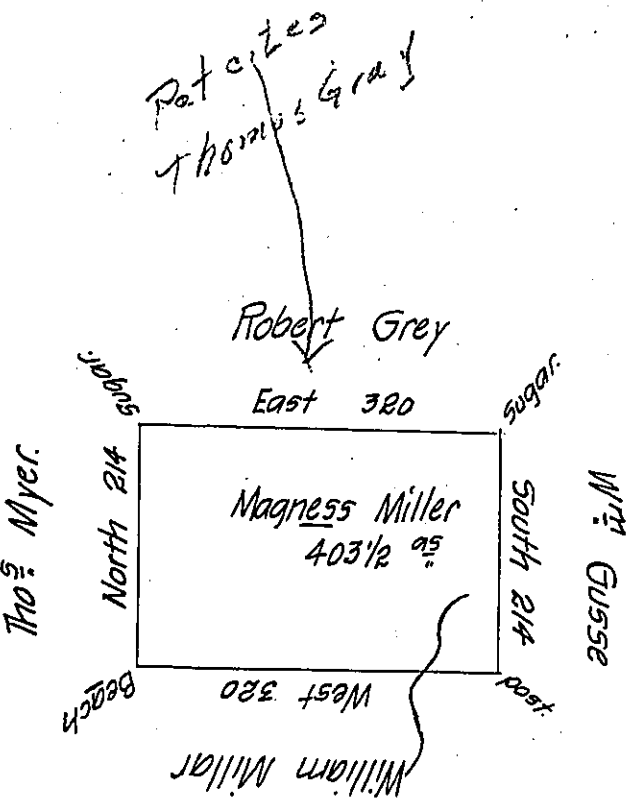 Pat cites
Thomas Gray
Robert Grey
Sugar.
East 320
Sugar.
Thos. Myer.
North 214
Magness Miller
403 1/2 as
South 214
Wm Gusse
Beach
West 320
post.
William Millar